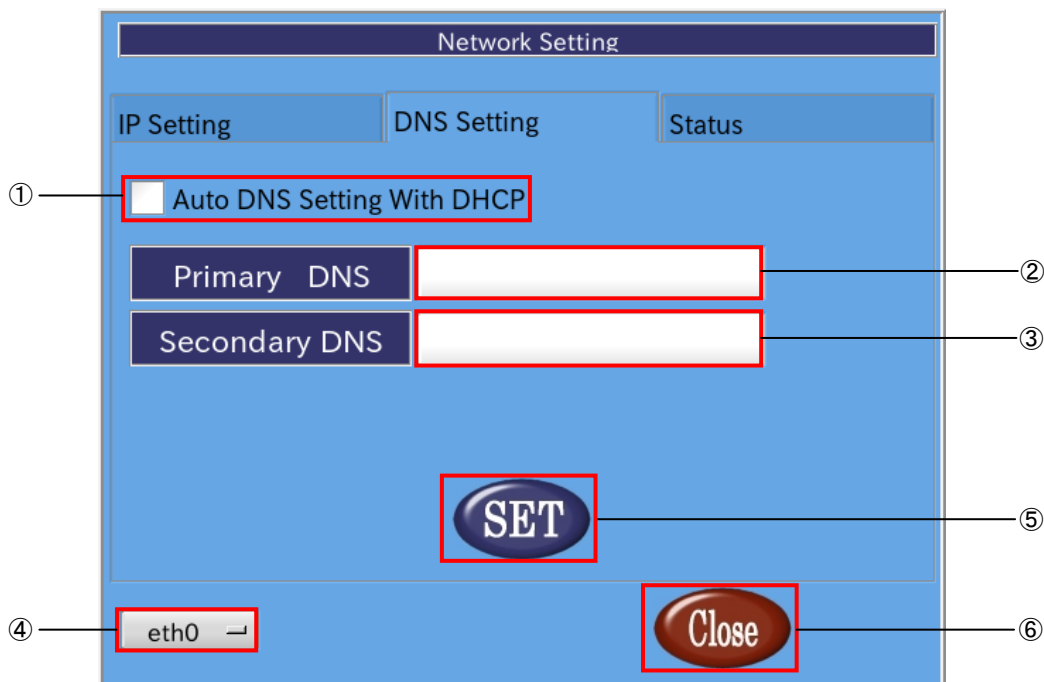 Network Setting
IP Setting DNS Setting Status
① Auto DNS Setting With DHCP
Primary DNS ②
Secondary DNS ③
SET ⑤
④ eth0 Close ⑥